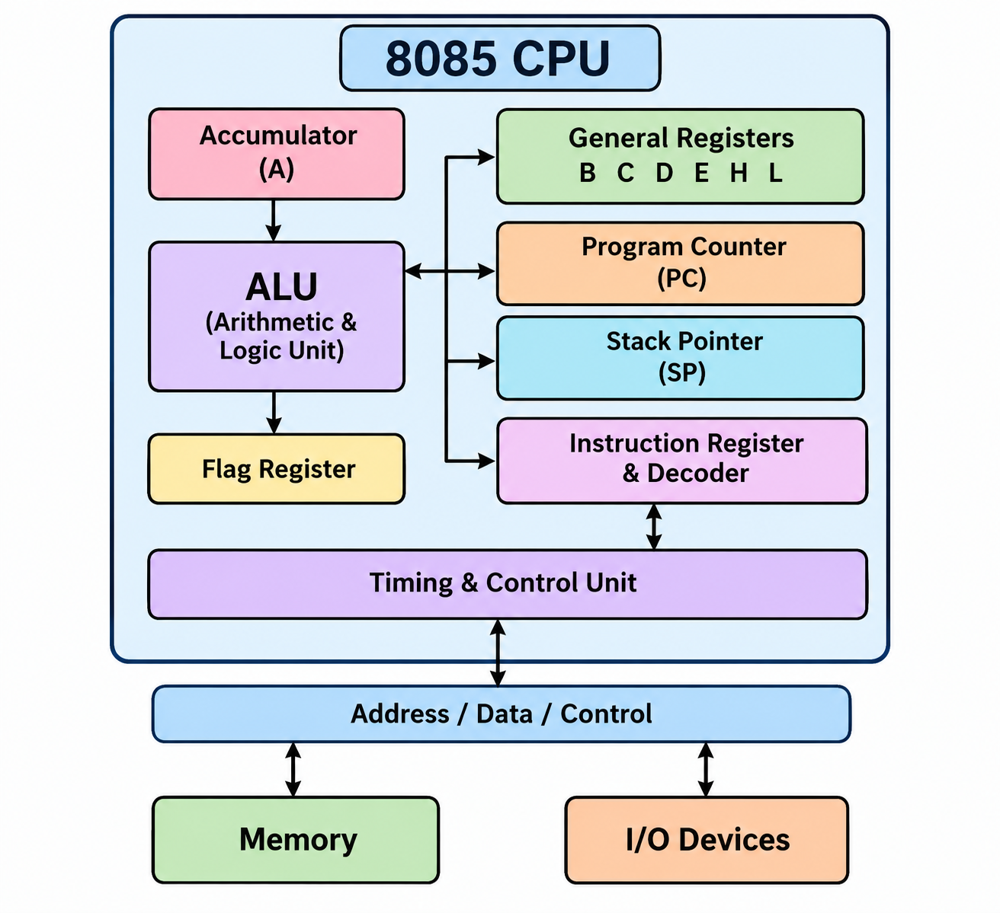 8085 CPU
Accumulator
(A)
General Registers
B C D E H L
ALU
(Arithmetic &
Logic Unit)
Program Counter
(PC)
Stack Pointer
(SP)
Flag Register
Instruction Register
& Decoder
Timing & Control Unit
Address / Data / Control
Memory
I/O Devices